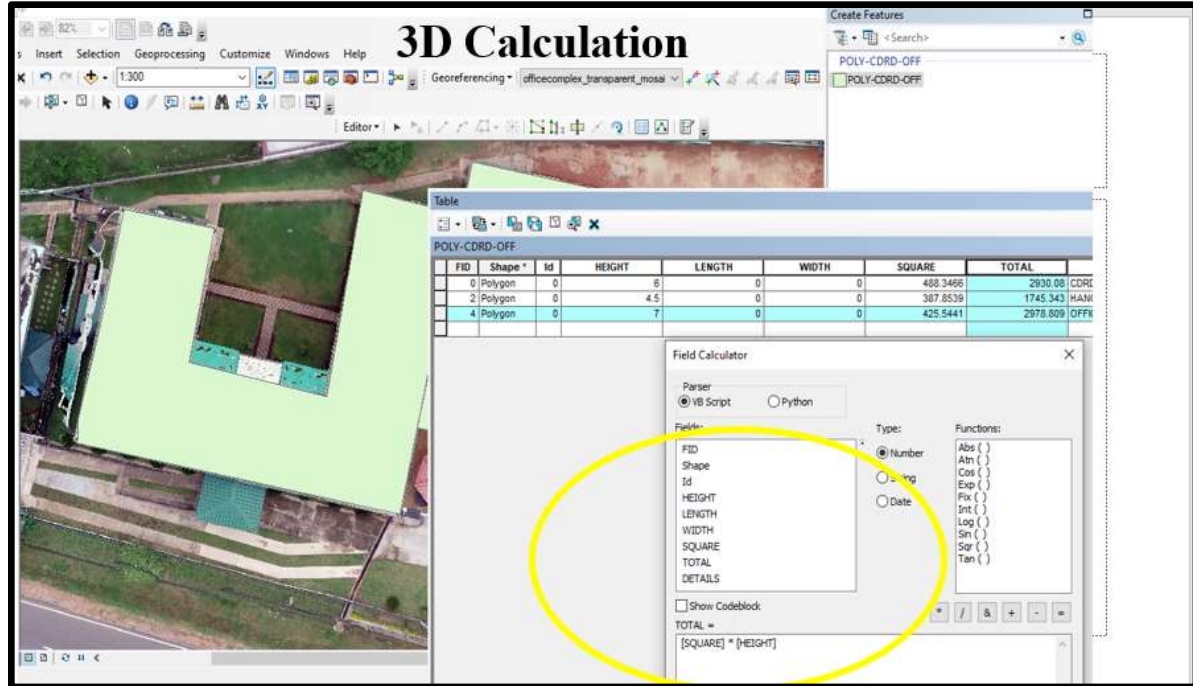 3D Calculation
82%
Insert Selection Geoprocessing Customize Windows Help
1:300
Georeferencing
officecomplex_transparent_mosai
Editor
Create Features
<Search>
POLY-CDRD-OFF
POLY-CDRD-OFF
Table
POLY-CDRD-OFF
FID Shape * Id HEIGHT LENGTH WIDTH SQUARE TOTAL
0 Polygon 0 6 0 0 488.3466 2930.08 CDRD
2 Polygon 0 4.5 0 0 387.8539 1745.343
4 Polygon 0 7 0 0 425.5441 2978.809
Field Calculator
Parser
VB Script Python
Fields: Type: Functions:
FID
Shape
Id
HEIGHT
LENGTH
WIDTH
SQUARE
TOTAL
DETAILS
Number
String
Date
Abs ( )
Atn ( )
Cos ( )
Exp ( )
Fix ( )
Int ( )
Log ( )
Sin ( )
Sqr ( )
Tan ( )
Show Codeblock
* / & + - =
TOTAL =
[SQUARE] * [HEIGHT]